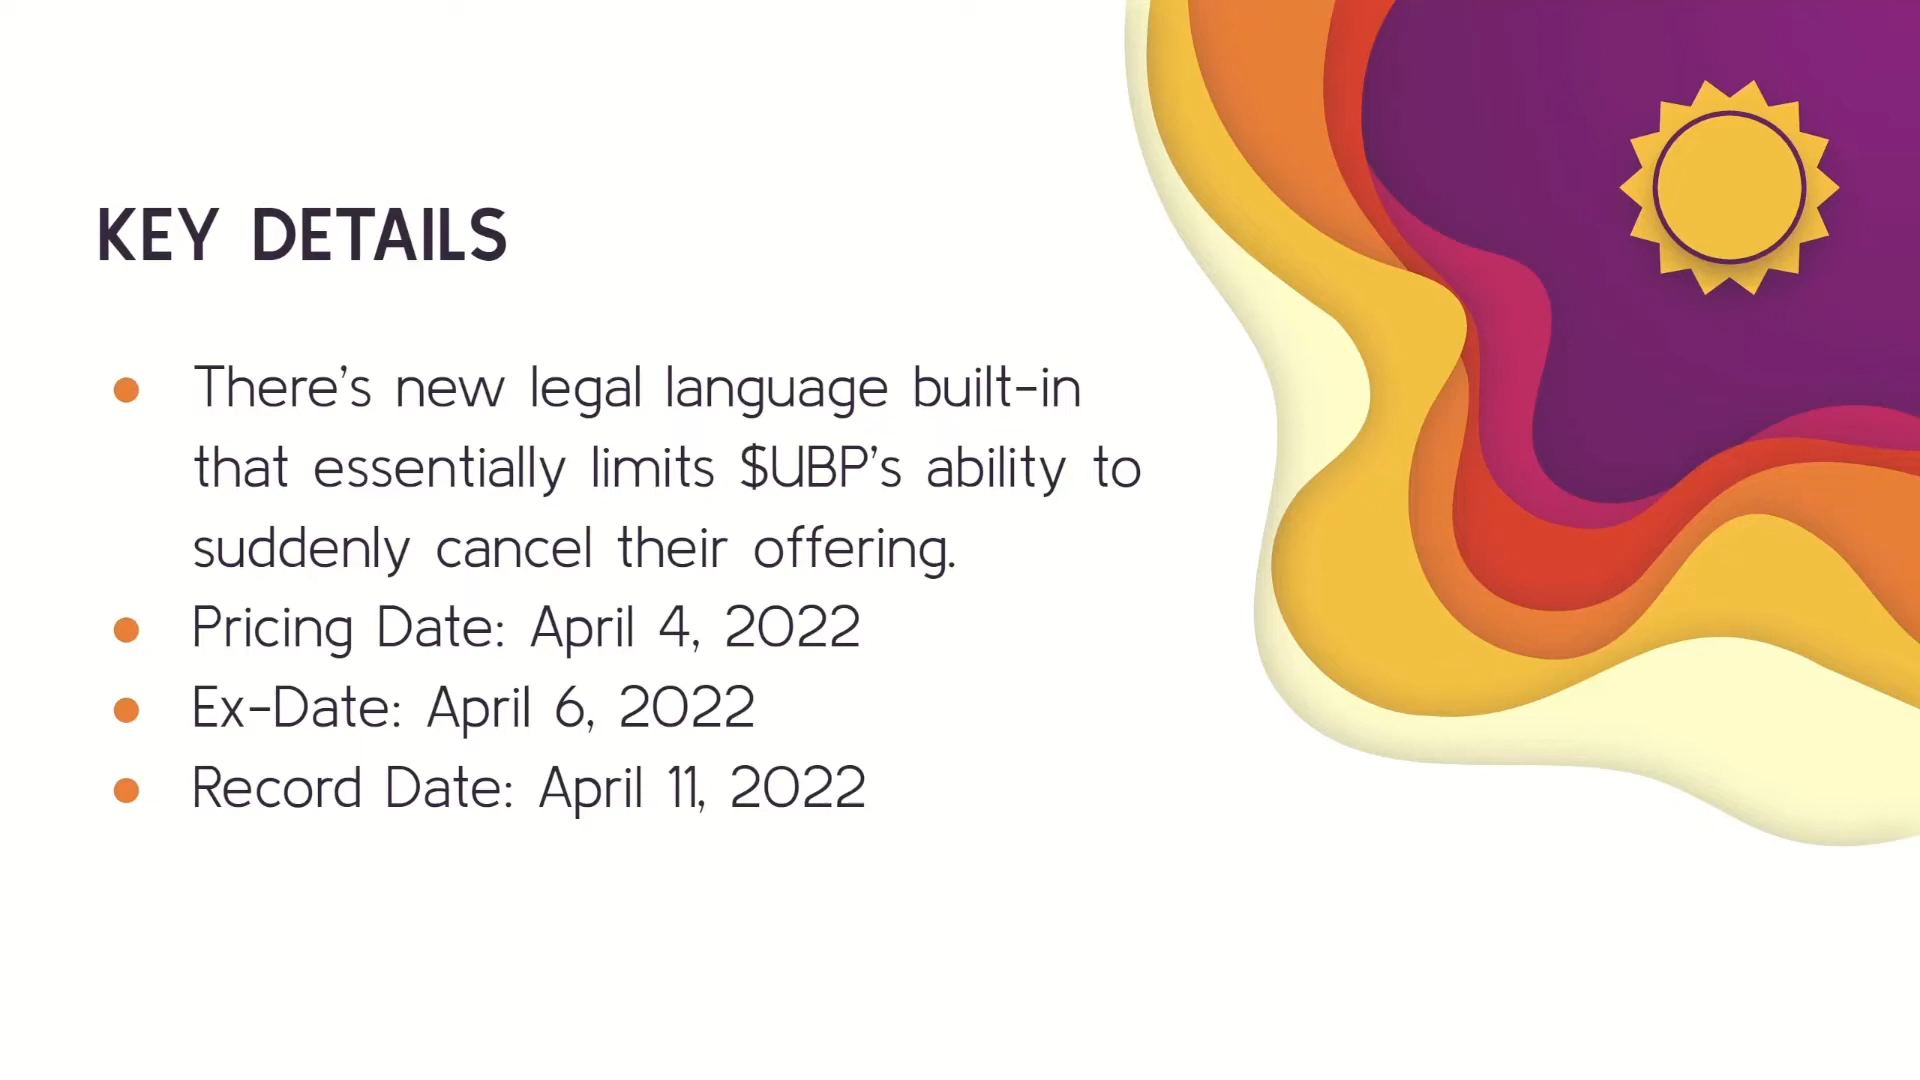 KEY DETAILS
There's new legal language built-in
that essentially limits $UBP's ability to
suddenly cancel their offering.
Pricing Date: April 4, 2022
Ex-Date: April 6, 2022
Record Date: April 11, 2022